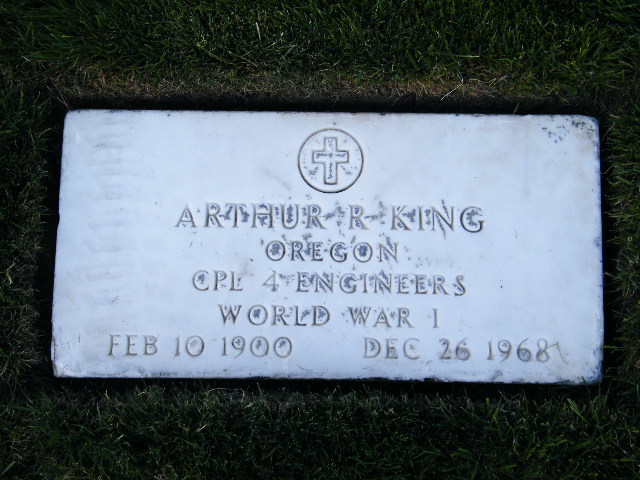 ARTHUR R KING
OREGON
CPL 4 ENGINEERS
WORLD WAR I
FEB 10 1900 DEC 26 1968